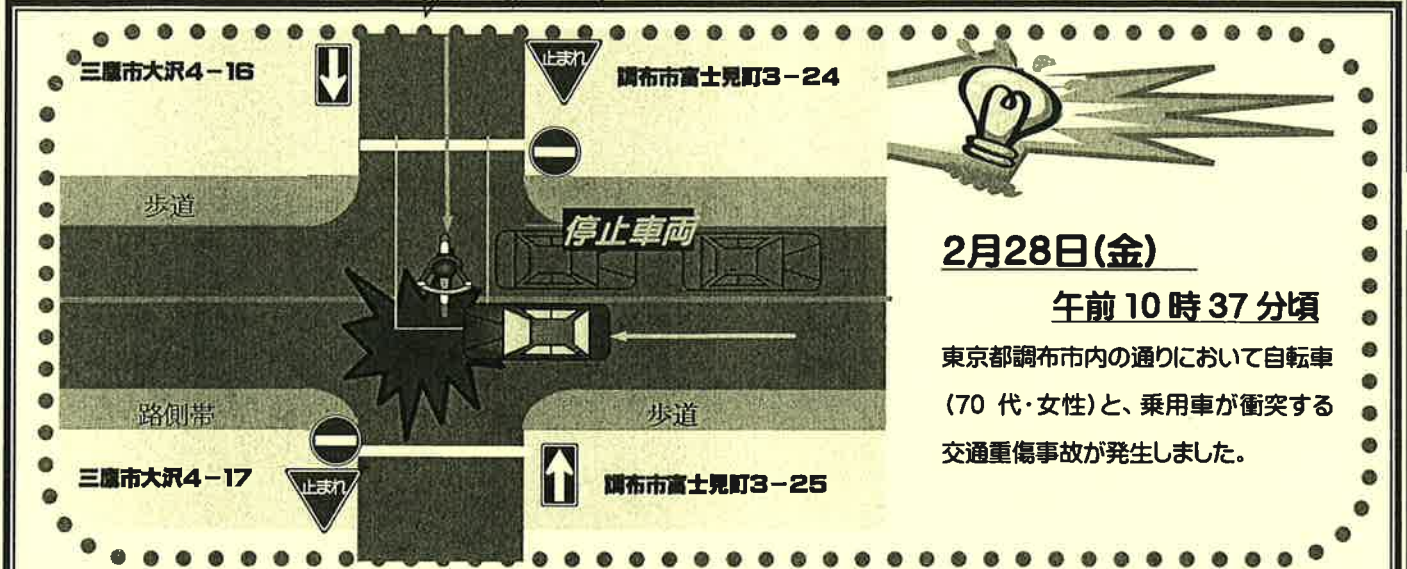 三鷹市大沢4-16
止まれ
調布市富士見町3-24
歩道
停止車両
2月28日(金)
午前10時37分頃
東京都調布市内の通りにおいて自転車
(70 代・女性)と、乗用車が衝突する
交通重傷事故が発生しました。
路側帯
歩道
三鷹市大沢4-17
止まれ
調布市富士見町3-25